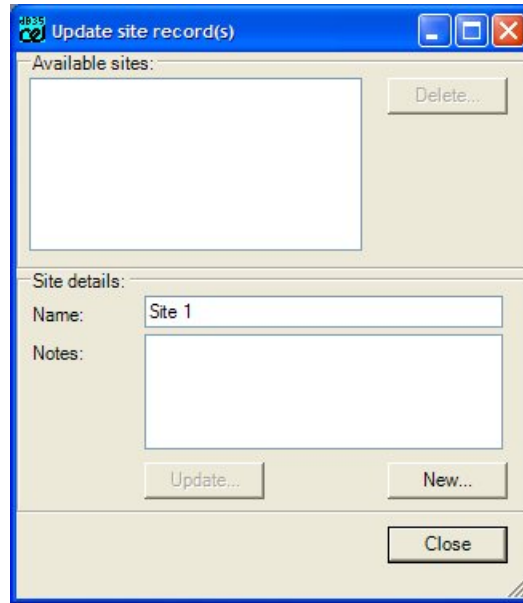 Update site record(s)
Available sites:
Delete...
Site details:
Name:
Site 1
Notes:
Update...
New...
Close